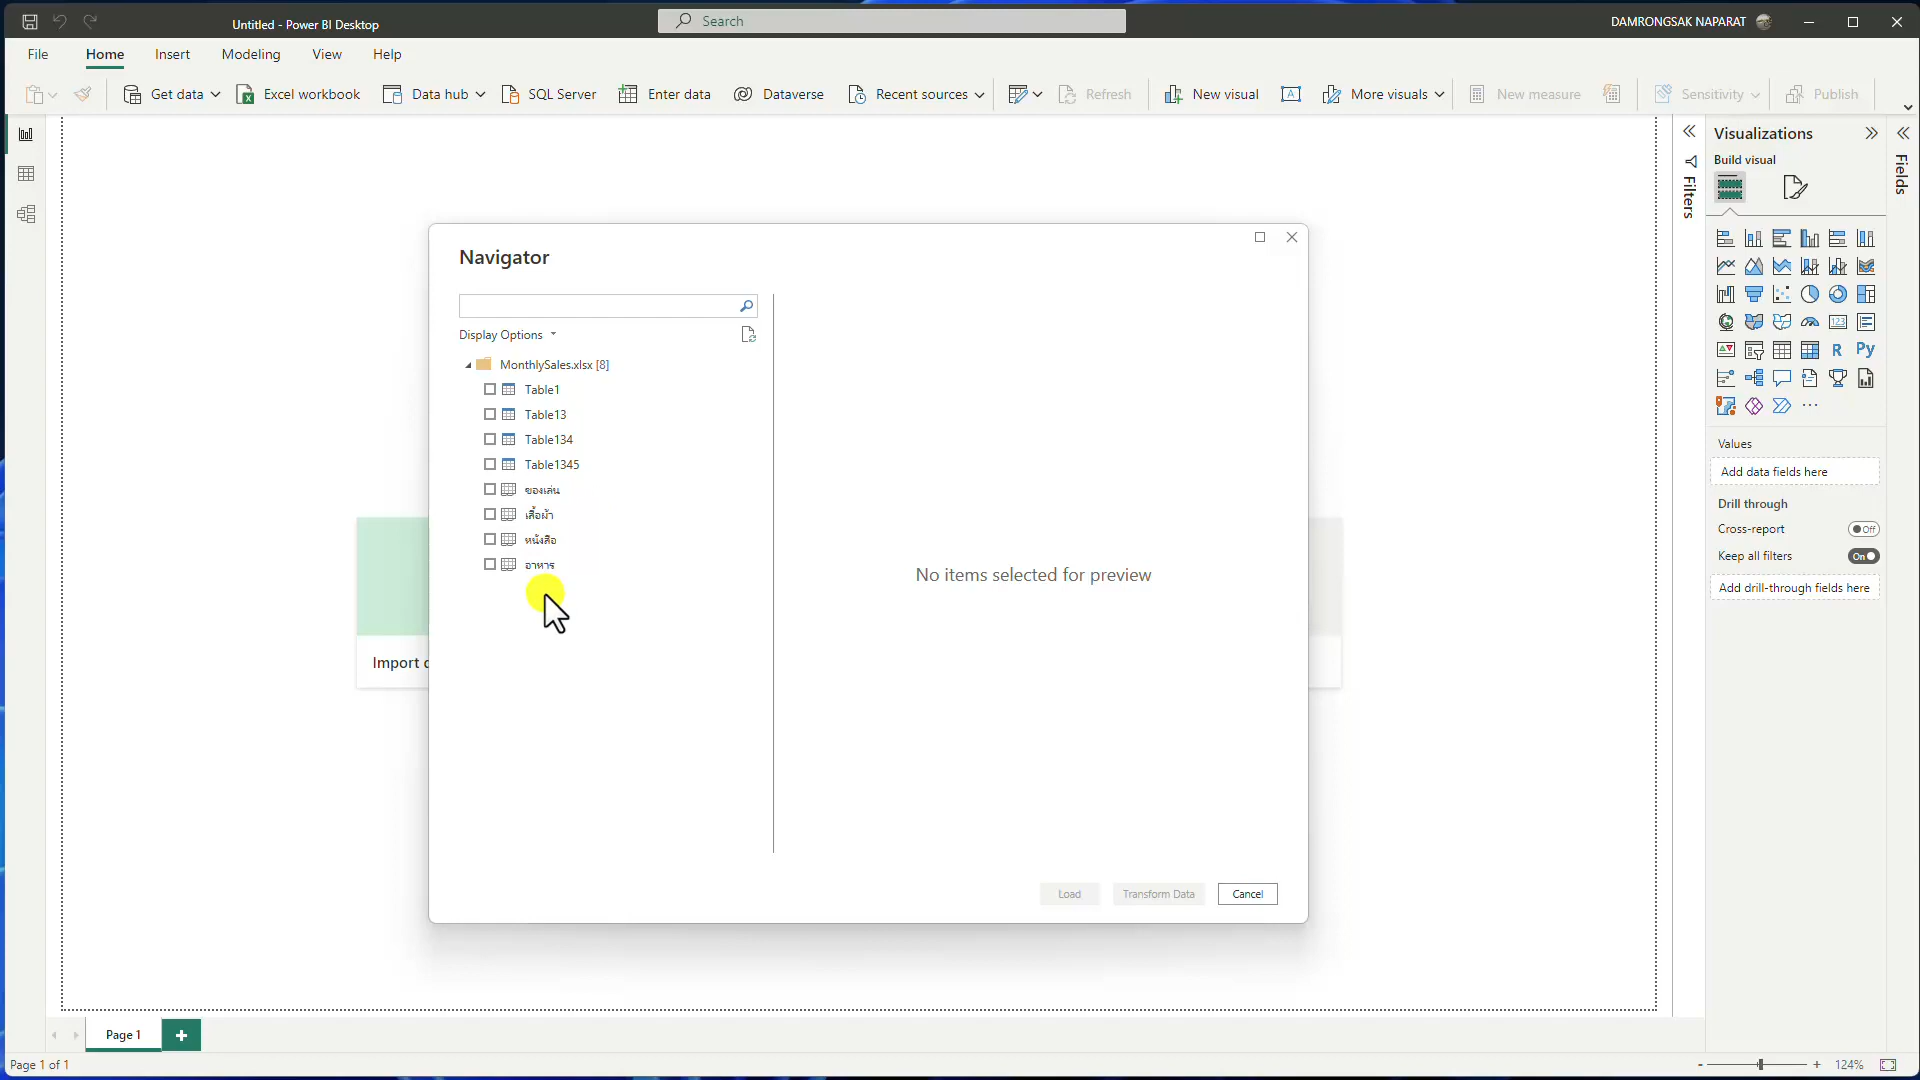 Untitled - Power BI Desktop
Search
DAMRONGSAK NAPARAT
File
Home
Insert
Modeling
View
Help
Get data
Excel workbook
Data hub
SQL Server
Enter data
Dataverse
Recent sources
Refresh
New visual
More visuals
New measure
Sensitivity
Publish
Visualizations
Build visual
Filters
Fields
Navigator
Display Options
MonthlySales.xlsx [8]
Table1
Table13
Table134
Table1345
ของเล่น
เสื้อผ้า
หนังสือ
อาหาร
No items selected for preview
Import
Load
Transform Data
Cancel
R
Py
Values
Add data fields here
Drill through
Cross-report
Off
Keep all filters
On
Add drill-through fields here
Page 1
Page 1 of 1
124%